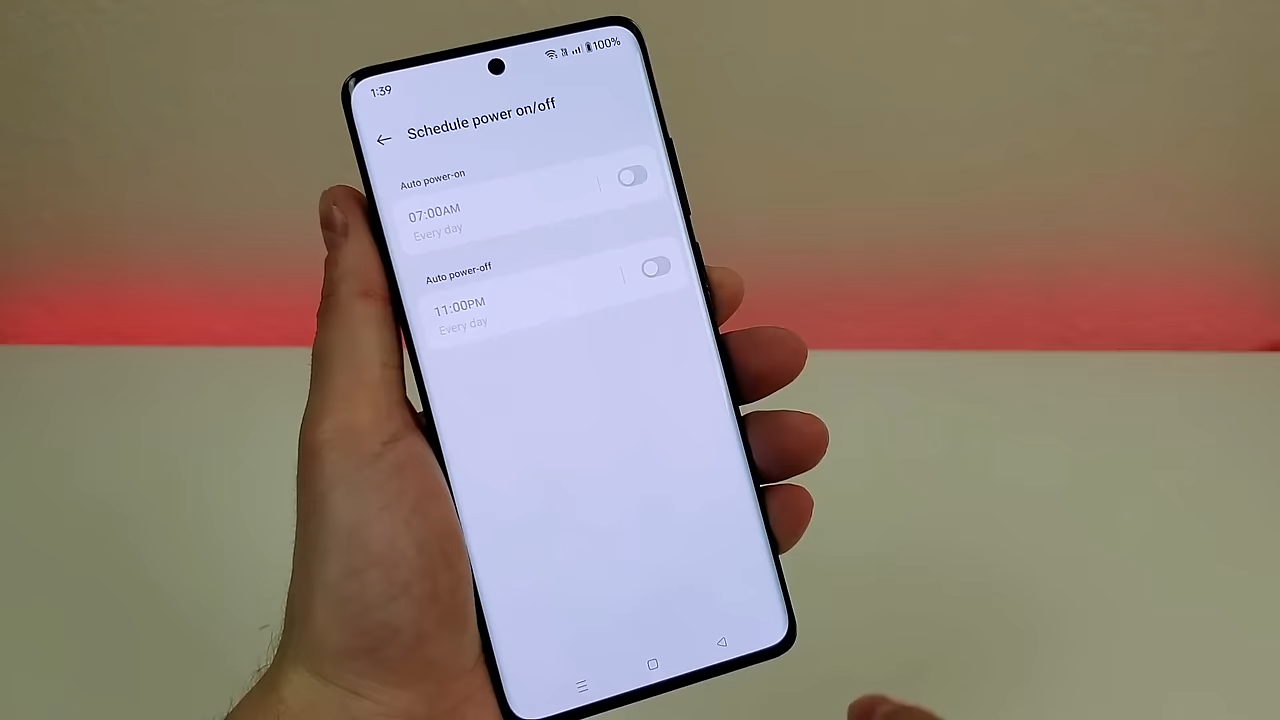 1:39
100%
Schedule power on/off
Auto power-on
07:00AM
Every day
Auto power-off
11:00PM
Every day